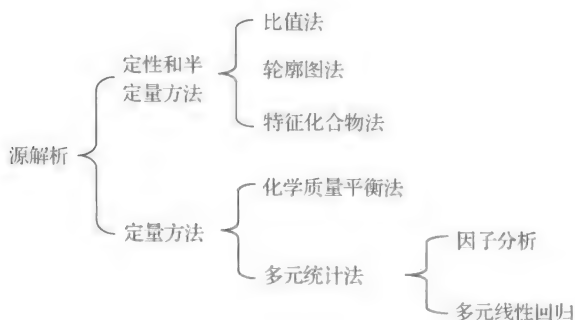 比值法
定性和半
定量方法
轮廓图法
特征化合物法
源解析
化学质量平衡法
定量方法
多元统计法
因子分析
多元线性回归